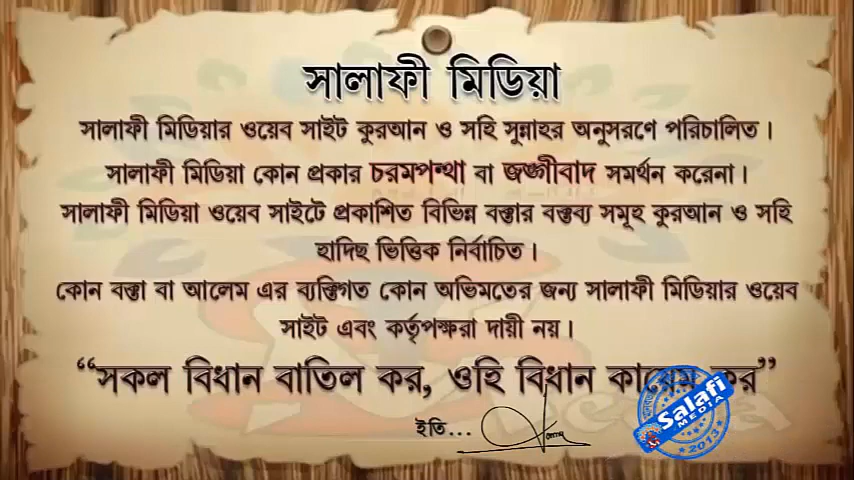 সালাফী মিডিয়া
সালাফী মিডিয়ার ওয়েব সাইট কুরআন ও সহি সুন্নাহর অনুসরণে পরিচালিত।
সালাফী মিডিয়া কোন প্রকার চরমপন্থা বা জঙ্গীবাদ সমর্থন করেনা।
সালাফী মিডিয়া ওয়েব সাইটে প্রকাশিত বিভিন্ন বক্তার বক্তব্য সমূহ কুরআন ও সহি
হাদিছ ভিত্তিক নির্বাচিত।
কোন বক্তা বা আলেম এর ব্যক্তিগত কোন অভিমতের জন্য সালাফী মিডিয়ার ওয়েব
সাইট এবং কর্তৃপক্ষরা দায়ী নয়।
“সকল বিধান বাতিল কর, ওহি বিধান কায়েম কর”
ইতি...
Salafi
MEDIA
2013